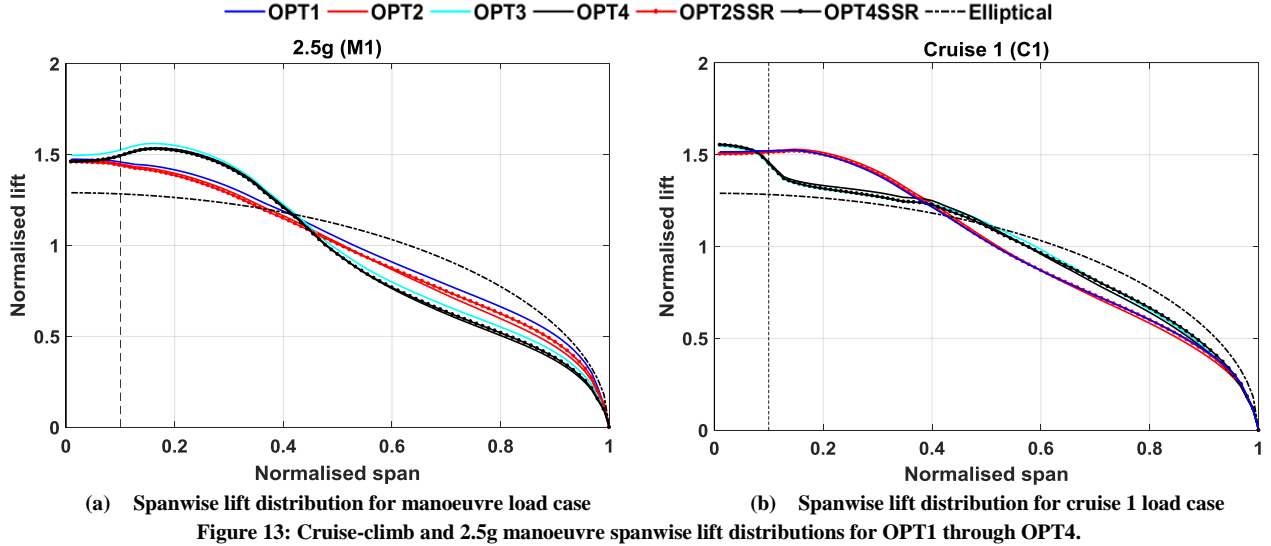 OPT1 OPT2 OPT3 OPT4 OPT2SSR OPT4SSR Elliptical
2.5g (M1)
2
1.5
1
0.5
0
Normalised lift
0 0.2 0.4 0.6 0.8 1
Normalised span
(a) Spanwise lift distribution for manoeuvre load case
Cruise 1 (C1)
2
1.5
1
0.5
0
Normalised lift
0 0.2 0.4 0.6 0.8 1
Normalised span
(b) Spanwise lift distribution for cruise 1 load case
Figure 13: Cruise-climb and 2.5g manoeuvre spanwise lift distributions for OPT1 through OPT4.